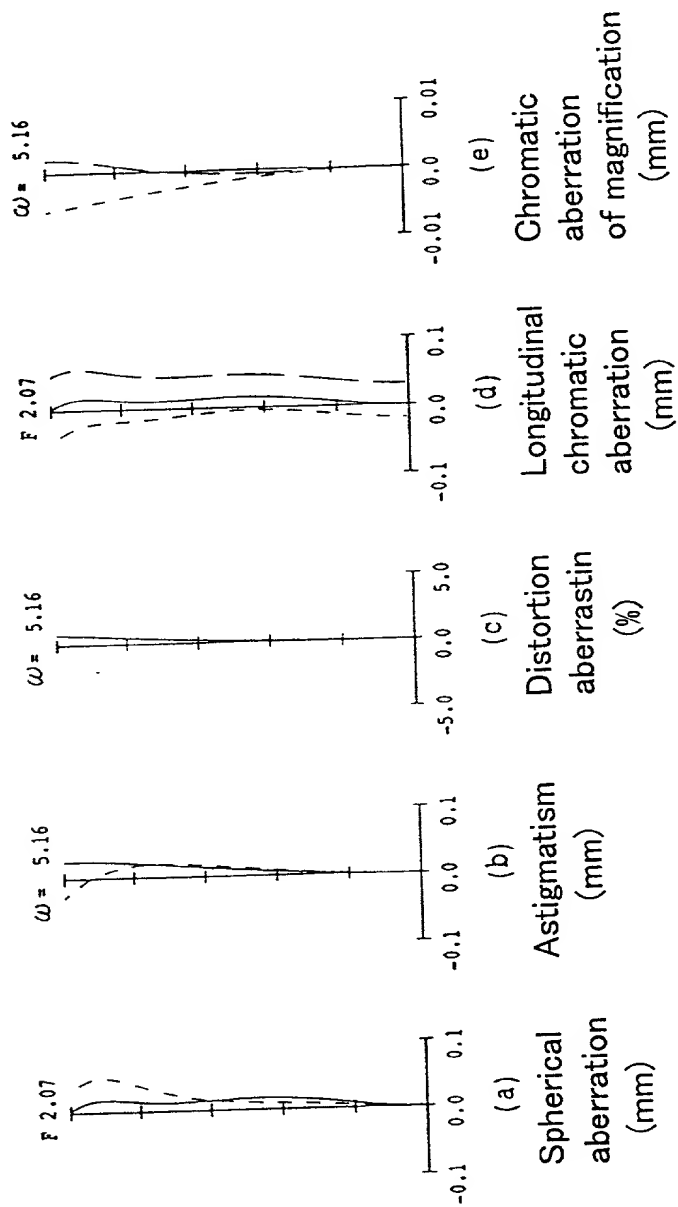 F 2.07
-0.1 0.0 0.1
(a)
Spherical
aberration
(mm)
ω= 5.16
-0.1 0.0 0.1
(b)
Astigmatism
(mm)
ω= 5.16
-5.0 0.0 5.0
(c)
Distortion
aberrastin
(%)
F 2.07
-0.1 0.0 0.1
(d)
Longitudinal
chromatic
aberration
(mm)
ω= 5.16
-0.01 0.0 0.01
(e)
Chromatic
aberration
of magnification
(mm)